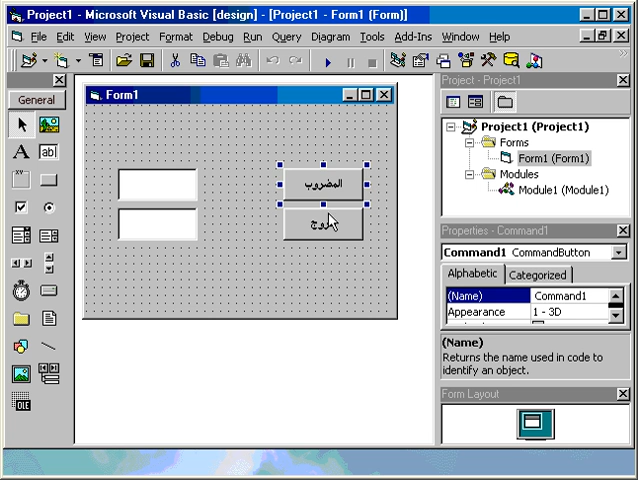 Project1 - Microsoft Visual Basic [design] - [Project1 - Form1 (Form)]
File Edit View Project Format Debug Run Query Diagram Tools Add-Ins Window Help
General
A
ab
xv
OLE
Form1
المضروب
Project - Project1
Project1 (Project1)
Forms
Form1 (Form1)
Modules
Module1 (Module1)
Properties - Command1
Command1 CommandButton
Alphabetic Categorized
(Name) Command1
Appearance 1 - 3D
(Name)
Returns the name used in code to
identify an object.
Form Layout